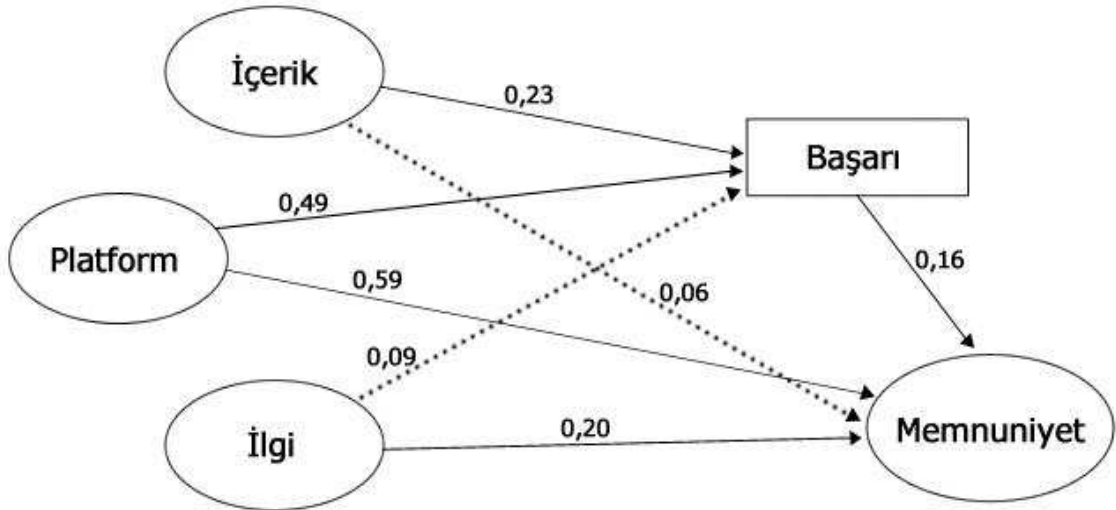 İçerik
0,23
Başarı
0,49
Platform
0,59
0,06
0,16
0,09
İlgi
0,20
Memnuniyet